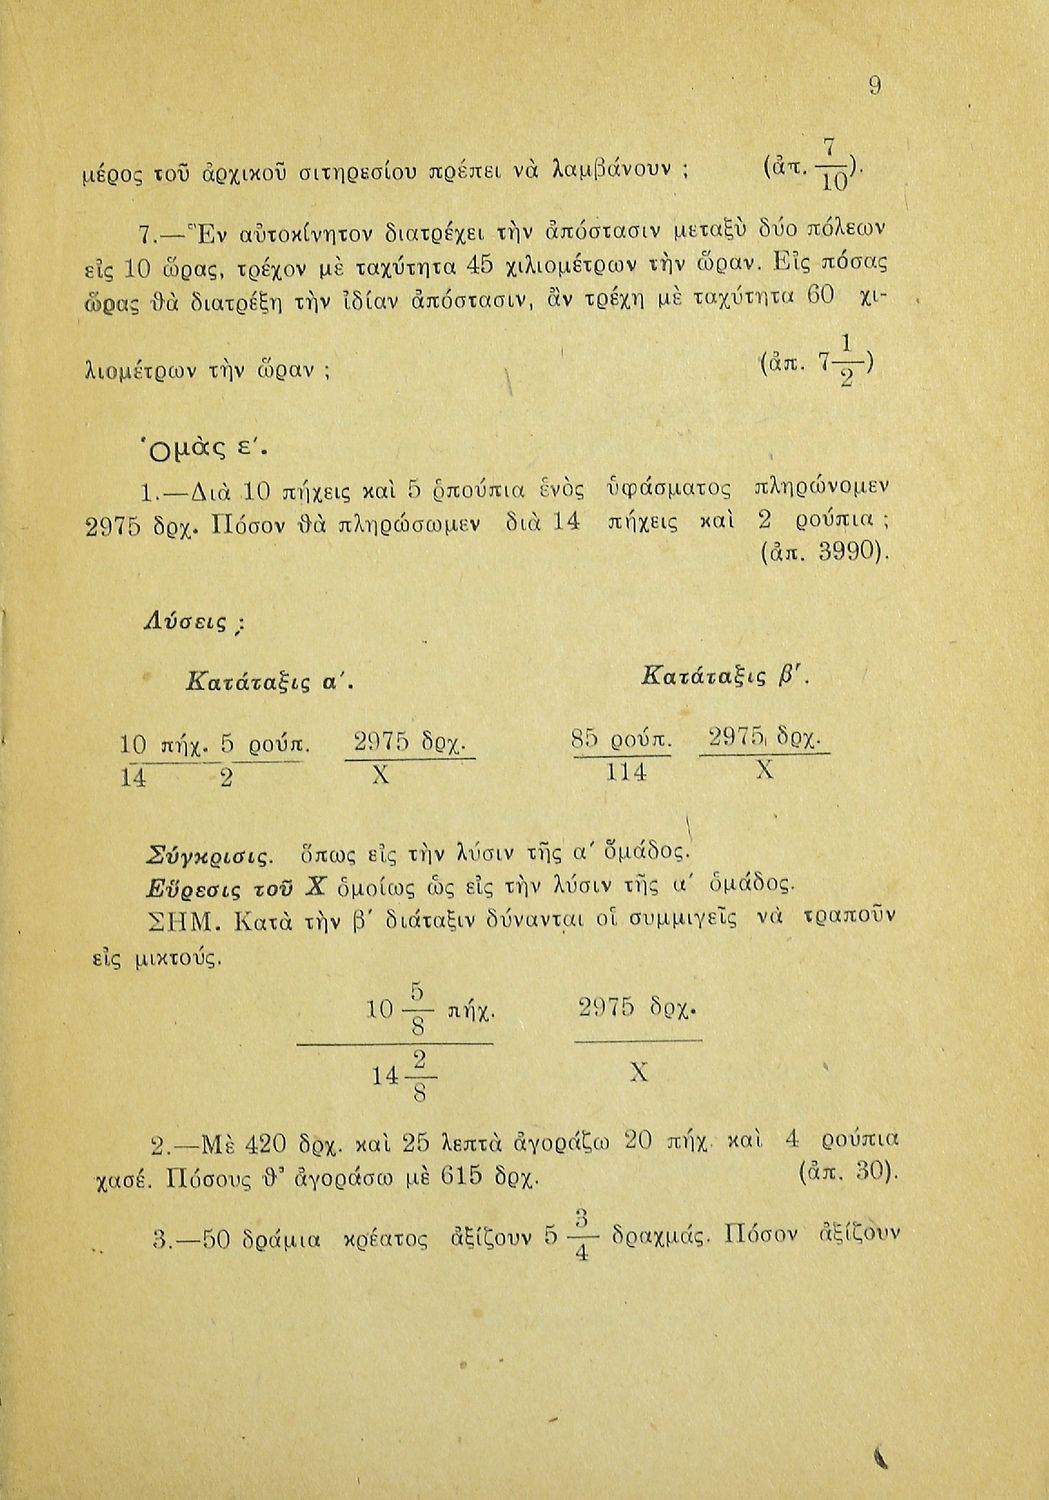 9
μέρος τοῦ ἀρχικοῦ σιτηρεσίου πρέπει νὰ λαμβάνουν ; (ἀπ. 7/10).
7.—Ἓν αὐτοκίνητον διατρέχει τὴν ἀπόστασιν μεταξὺ δύο πόλεων
εἰς 10 ὥρας, τρέχον μὲ ταχύτητα 45 χιλιομέτρων τὴν ὥραν. Εἰς πόσας
ὥρας θὰ διατρέξῃ τὴν ἰδίαν ἀπόστασιν, ἂν τρέχῃ μὲ ταχύτητα 60 χι-
λιομέτρων τὴν ὥραν ; (ἀπ. 7 1/2)
Ὁμὰς ε′.
1.—Διὰ 10 πήχεις καὶ 5 ῥπούπια ἑνὸς ὑφάσματος πληρώνομεν
2975 δρχ. Πόσον θὰ πληρώσωμεν διὰ 14 πήχεις καὶ 2 ρούπια ;
(ἀπ. 3990).
Λύσεις ;
Κατάταξις α′. Κατάταξις β′.
10 πήχ. 5 ρούπ. 2975 δρχ. 85 ρούπ. 2975 δρχ.
14 2 Χ 114 Χ
Σύγκρισις. ὅπως εἰς τὴν λύσιν τῆς α′ ὁμάδος.
Εὕρεσις τοῦ Χ ὁμοίως ὡς εἰς τὴν λύσιν τῆς α′ ὁμάδος.
ΣΗΜ. Κατὰ τὴν β′ διάταξιν δύνανται οἱ συμμιγεῖς νὰ τραποῦν
εἰς μικτούς.
10 5/8 πήχ. 2975 δρχ.
14 2/8 Χ
2.—Μὲ 420 δρχ. καὶ 25 λεπτὰ ἀγοράζω 20 πήχ. καὶ 4 ρούπια
χασέ. Πόσους θ᾽ ἀγοράσω μὲ 615 δρχ. (ἀπ. 30).
3.—50 δράμια κρέατος ἀξίζουν 5 3/4 δραχμάς. Πόσον ἀξίζουν